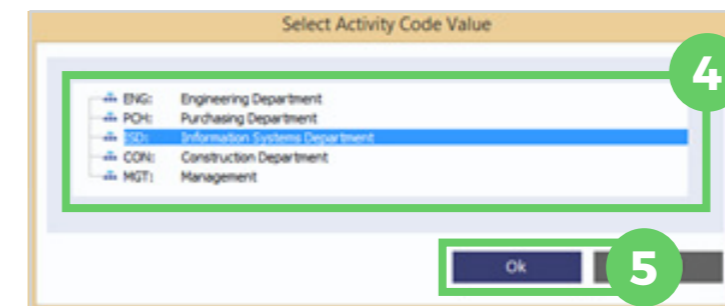 Select Activity Code Value
4
ENG: Engineering Department
PCH: Purchasing Department
ISD: Information Systems Department
CON: Construction Department
MGT: Management
Ok
5